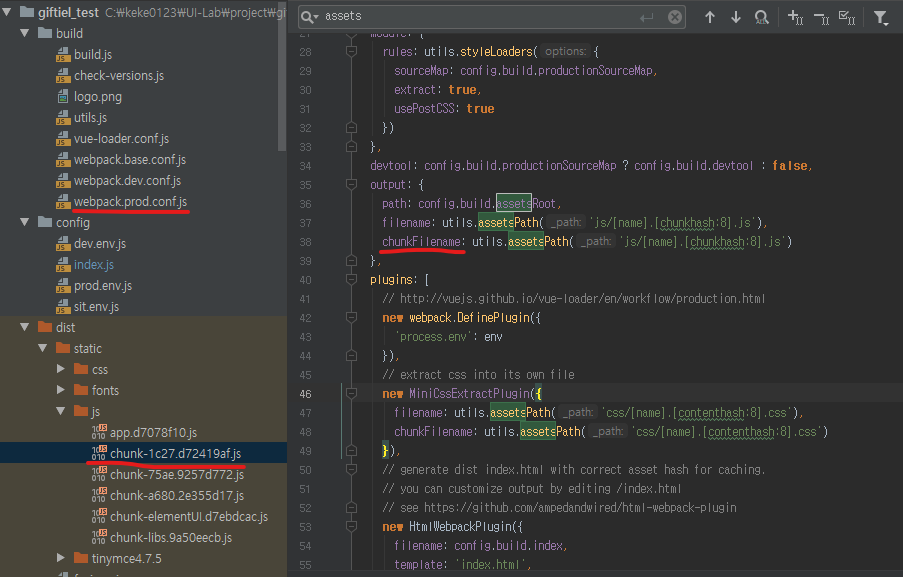 giftiel_test C:₩keke0123₩UI-Lab₩project₩gi
build
build.js
check-versions.js
logo.png
utils.js
vue-loader.conf.js
webpack.base.conf.js
webpack.dev.conf.js
webpack.prod.conf.js
config
dev.env.js
index.js
prod.env.js
sit.env.js
dist
static
css
fonts
js
app.d7078f10.js
chunk-1c27.d72419af.js
chunk-75ae.9257d772.js
chunk-a680.2e355d17.js
chunk-elementUI.d7ebdcac.js
chunk-libs.9a50eecb.js
tinymce4.7.5
assets
27 module: {
28 rules: utils.styleLoaders( options: {
29 sourceMap: config.build.productionSourceMap,
30 extract: true,
31 usePostCSS: true
32 })
33 },
34 devtool: config.build.productionSourceMap ? config.build.devtool : false,
35 output: {
36 path: config.build.assetsRoot,
37 filename: utils.assetsPath( _path: 'js/[name].[chunkhash:8].js'),
38 chunkFilename: utils.assetsPath( _path: 'js/[name].[chunkhash:8].js')
39 },
40 plugins: [
41 // http://vuejs.github.io/vue-loader/en/workflow/production.html
42 new webpack.DefinePlugin({
43 'process.env': env
44 }),
45 // extract css into its own file
46 new MiniCssExtractPlugin({
47 filename: utils.assetsPath( _path: 'css/[name].[contenthash:8].css'),
48 chunkFilename: utils.assetsPath( _path: 'css/[name].[contenthash:8].css')
49 }),
50 // generate dist index.html with correct asset hash for caching.
51 // you can customize output by editing /index.html
52 // see https://github.com/ampedandwired/html-webpack-plugin
53 new HtmlWebpackPlugin({
54 filename: config.build.index,
55 template: 'index.html',